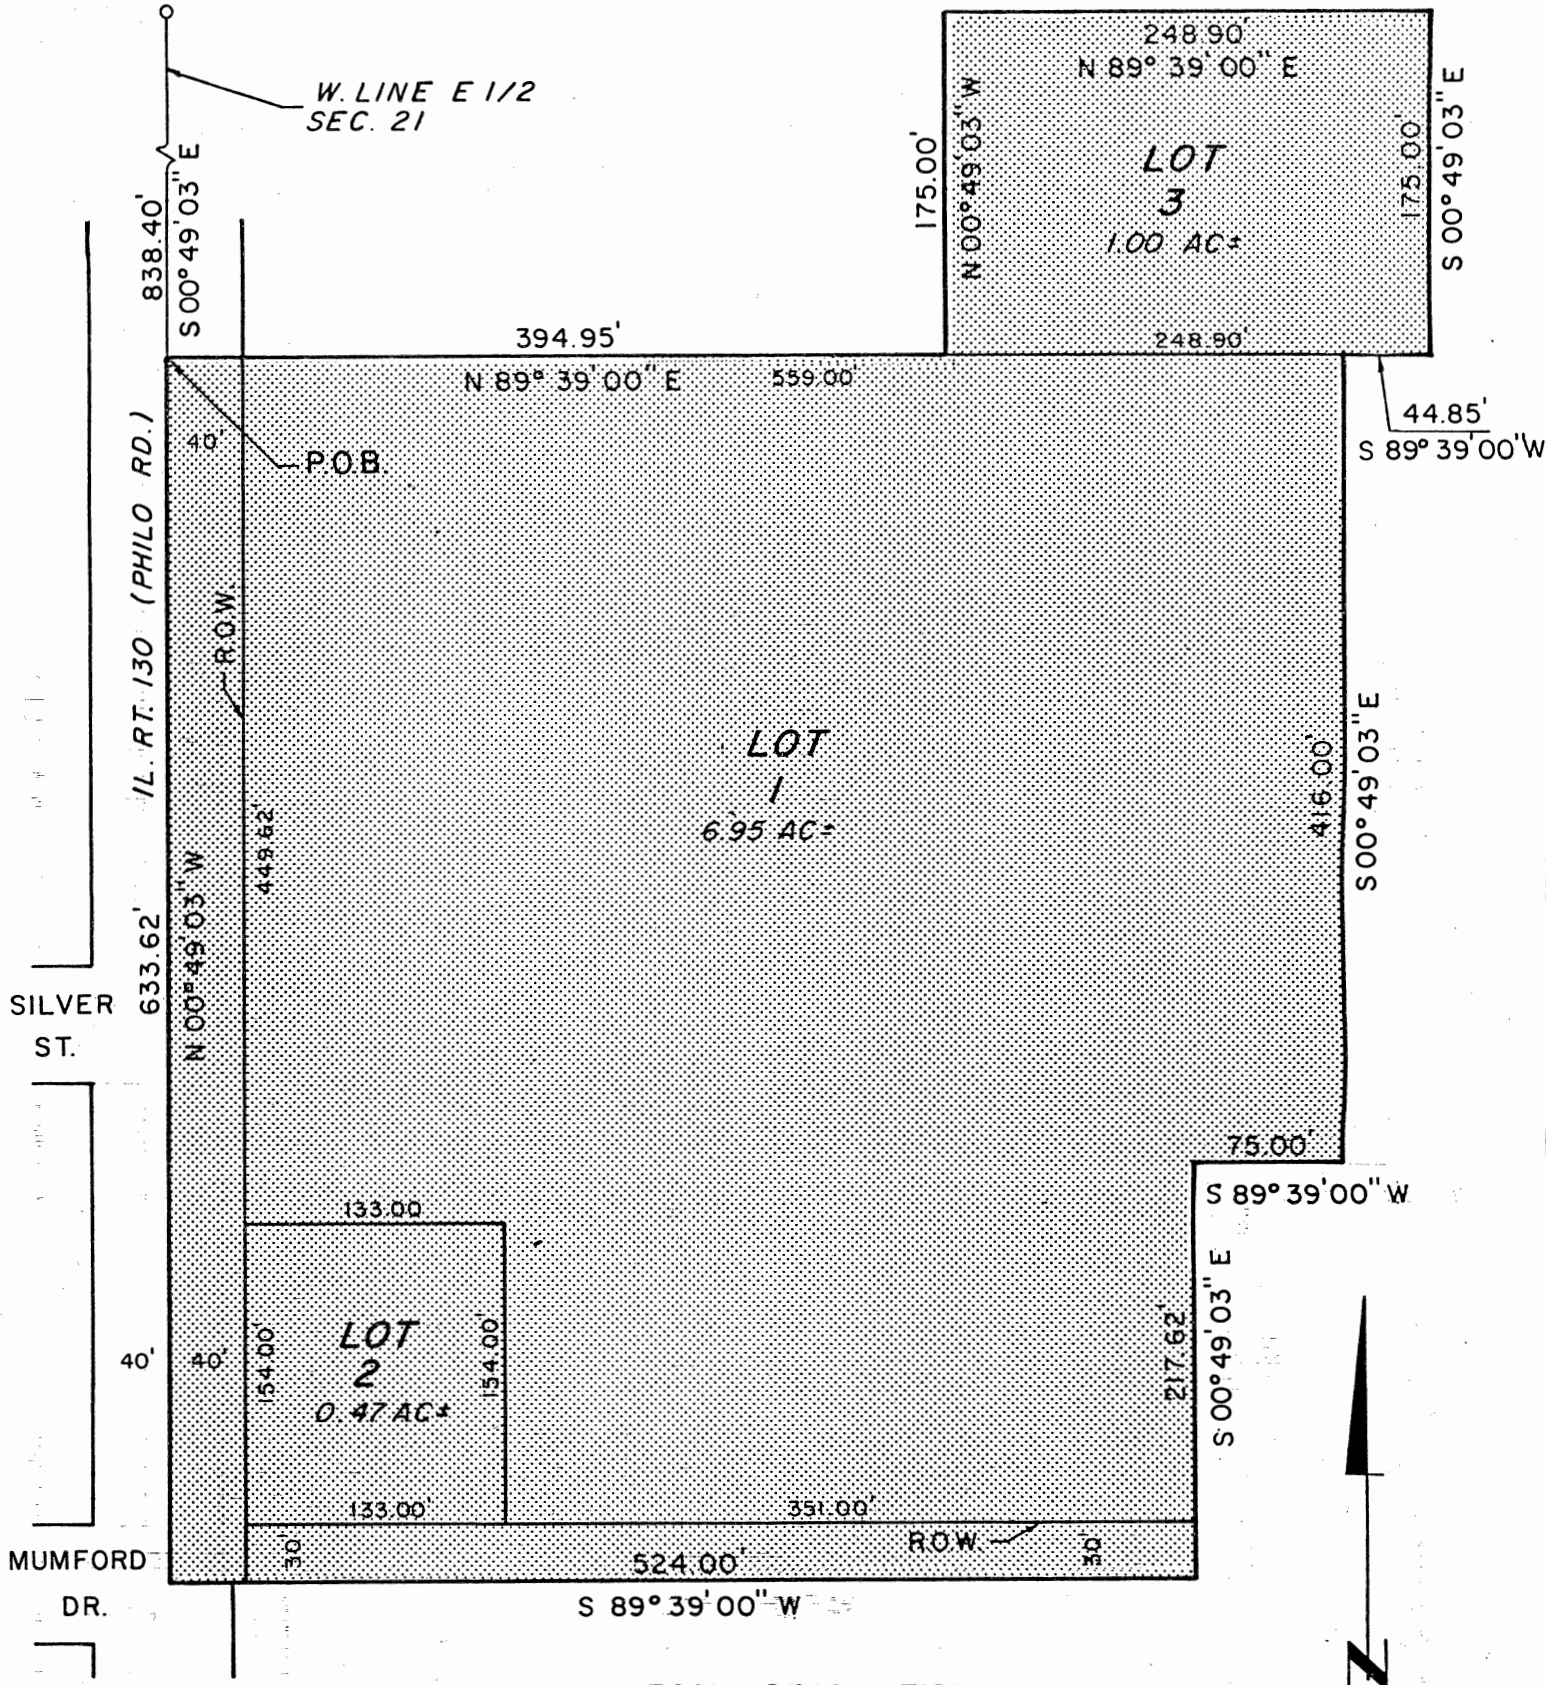 248.90'
N 89° 39' 00" E
W. LINE E 1/2
SEC. 21
175.00'
N 00° 49' 03" W
LOT
3
1.00 AC±
175.00'
S 00° 49' 03" E
838.40'
S 00° 49' 03" E
394.95'
248.90'
N 89° 39' 00" E
559.00'
44.85'
S 89° 39' 00' W
40'
P.O.B.
IL. RT. 130 (PHILO RD.)
R.O.W.
LOT
1
6.95 AC±
416.00'
S 00° 49' 03" E
449.62'
633.62'
N 00° 49' 03" W
SILVER
ST.
75.00'
S 89° 39' 00" W
133.00
LOT
2
0.47 AC±
154.00'
154.00'
217.62'
S 00° 49' 03" E
40'
40'
133.00'
351.00'
R.O.W.
30'
30'
MUMFORD
DR.
524.00'
S 89° 39' 00" W
N